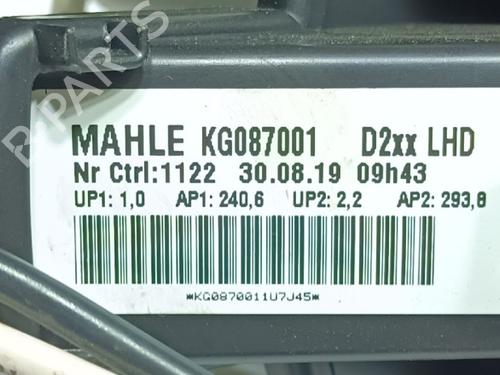 B-PARTS
MAHLE KG087001 D2xx LHD
Nr Ctrl:1122 30.08.19 09h43
UP1: 1,0 AP1: 240,6 UP2: 2,2 AP2: 293,8
*KG0870011U7J45*